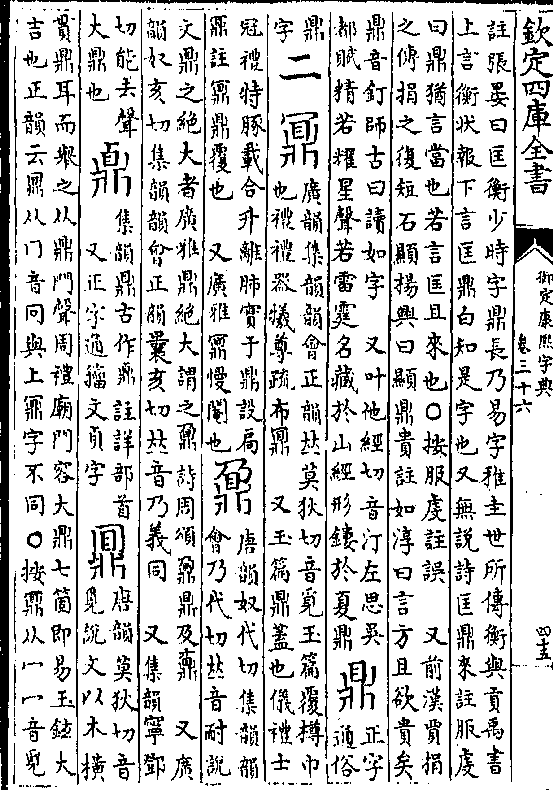 欽定四庫全書
御定康熙字典
卷三十六
四十五
註張晏曰匡衡少時字鼎長乃易字稚圭世所傳衡與貢禹書
上言衡狀報下言匡鼎白知是字也又無說詩匡鼎來註服虔
曰鼎猶言當也若言匡且來也〇按服虔註誤 又前漢賈捐
之傳捐之復短石顯揚興曰顯鼎貴註如淳曰言方且欲貴矣
鼎音釘師古曰讀如字 又叶他經切音汀左思吳
都賦精若耀星聲若雷霆名藏於山經形鏤於夏鼎
正字
通俗
鼎
字
二
鼏
廣韻集韻韻會正韻𠀤莫狄切音覓玉篇覆樽巾
也禮禮器犧尊疏布鼏 又玉篇鼎蓋也儀禮士
冠禮特豚載合升離肺實于鼎設扃
鼏註鼏鼎覆也 又廣雅鼏幔闇也
鼐
唐韻奴代切集韻韻
會乃代切𠀤音耐說
文鼎之絕大者廣雅鼎絕大謂之鼐詩周頌鼐鼎及鼒 又廣
韻奴亥切集韻韻會正韻囊亥切𠀤音乃義同 又集韻寧鄧
切能去聲
大鼎也
鼑
集韻鼎古作鼑註詳部首
又正字通籀文貞字
唐韻莫狄切音
覓說文以木橫
貫鼎耳而舉之从鼎冂聲周禮廟門容大鼎七箇即易玉鉉大
吉也正韻云鼏从冂音同與上鼏字不同〇按鼏从冖一音覓